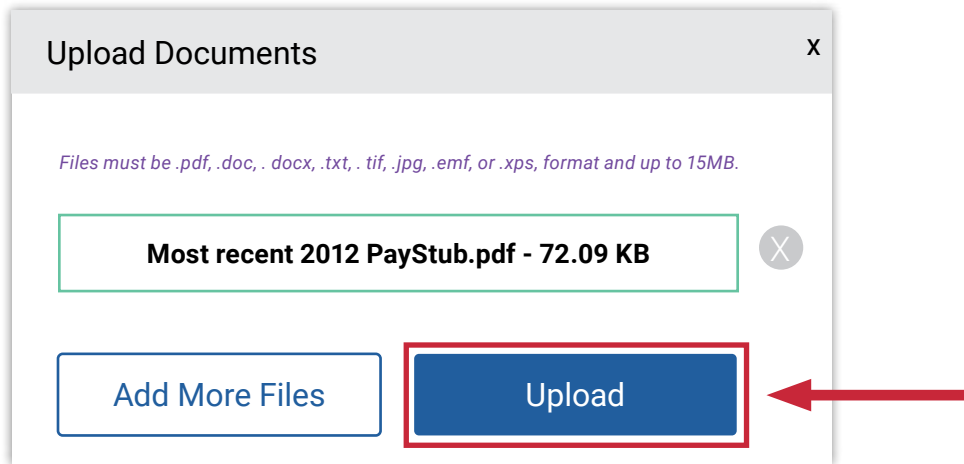 Upload Documents X
Files must be .pdf, .doc, . docx, .txt, . tif, .jpg, .emf, or .xps, format and up to 15MB.
Most recent 2012 PayStub.pdf - 72.09 KB X
Add More Files Upload